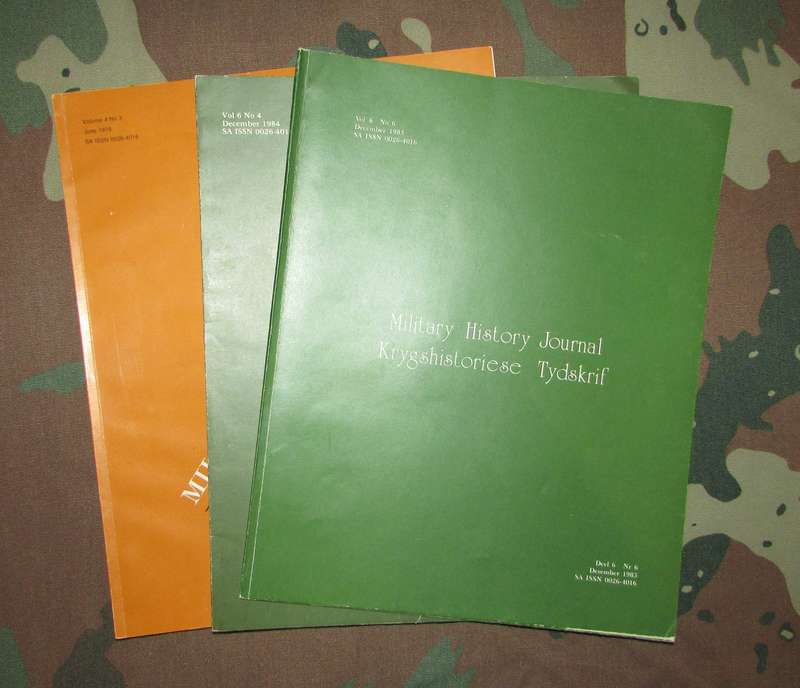 Volume 4 No 3
June 1978
SA ISSN 0026-4016
Vol 6 No 4
December 1984
SA ISSN 0026-401
Vol 6 No 6
December 1985
SA ISSN 0026-4016
Military History Journal
Krygshistoriese Tydskrif
Deel 6 Nr 6
Desember 1985
SA ISSN 0026-4016